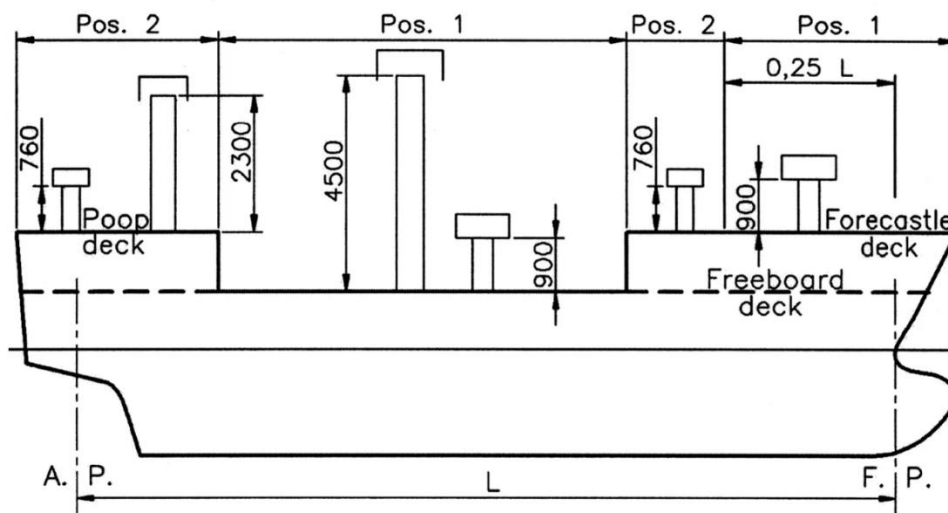 Pos. 2
Pos. 1
Pos. 2
Pos. 1
0,25 L
760
2300
4500
900
760
900
Poop
deck
Forecastle
deck
Freeboard
deck
A. P.
L
F. P.